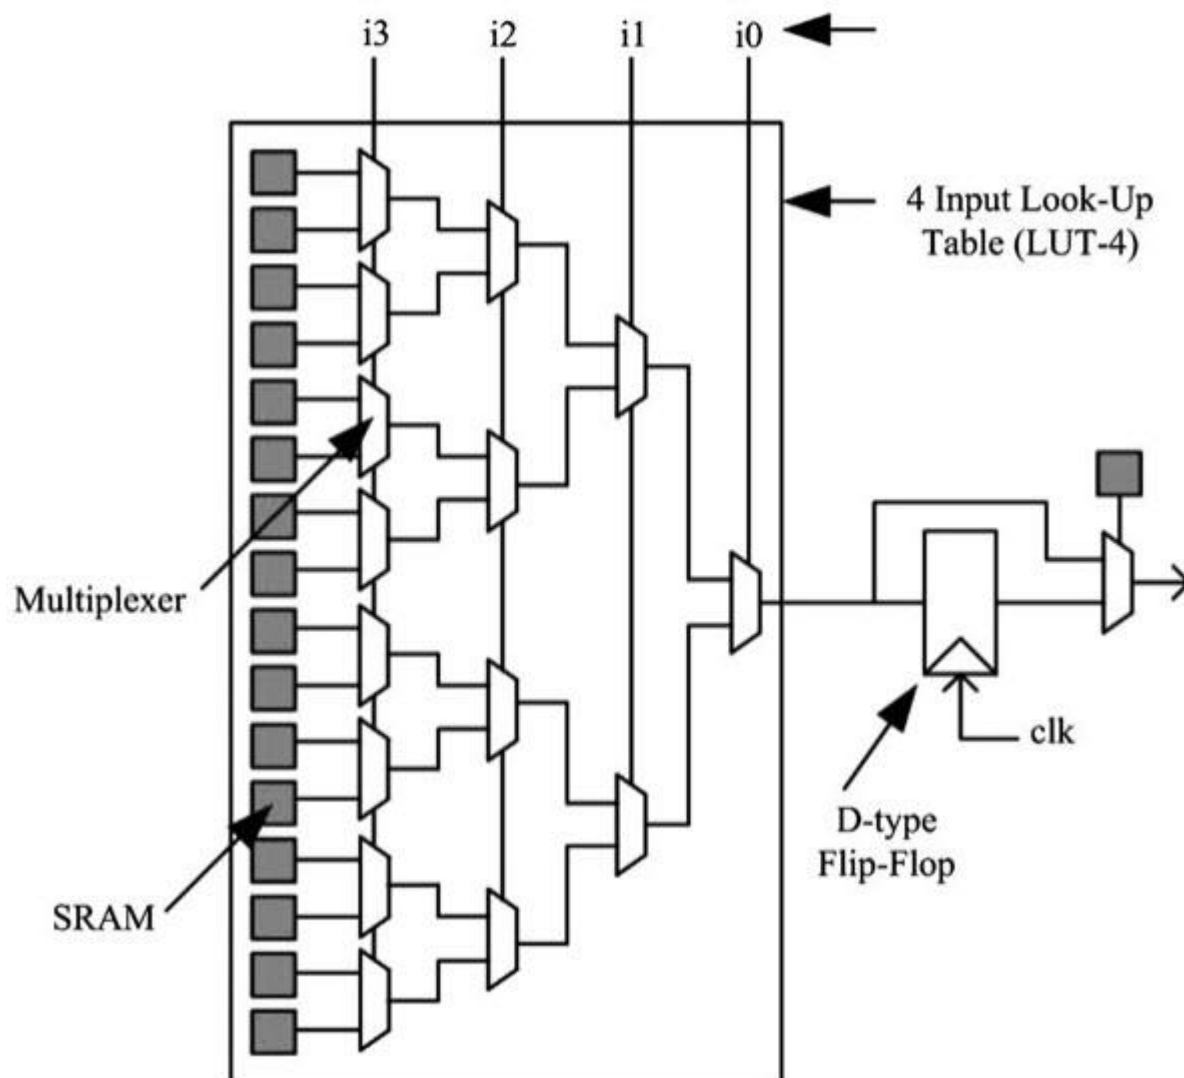 i3 i2 i1 i0
4 Input Look-Up
Table (LUT-4)
Multiplexer
clk
D-type
Flip-Flop
SRAM